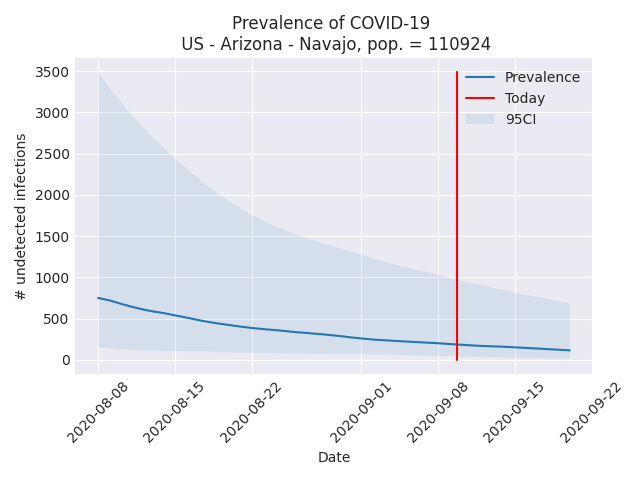 Prevalence of COVID-19
US - Arizona - Navajo, pop. = 110924
3500
3000
2500
2000
1500
1000
500
0
# undetected infections
Prevalence
Today
95CI
2020-08-08
2020-08-15
2020-08-22
2020-09-01
2020-09-08
2020-09-15
2020-09-22
Date